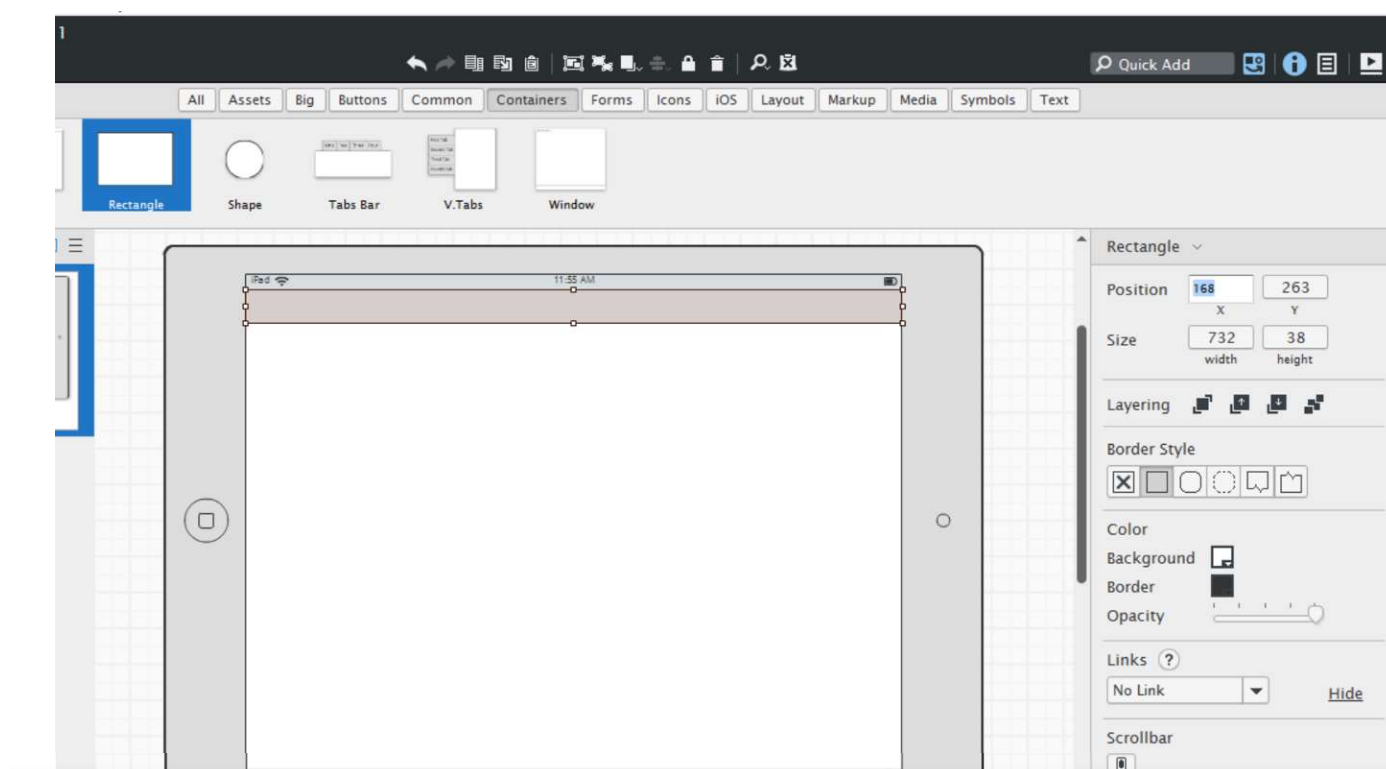 1
Quick Add
All Assets Big Buttons Common Containers Forms Icons iOS Layout Markup Media Symbols Text
Rectangle Shape Tabs Bar V.Tabs Window
Rectangle
iPad 11:55 AM
Position 168 263
X Y
Size 732 38
width height
Layering
Border Style
Color
Background
Border
Opacity
Links ?
No Link Hide
Scrollbar